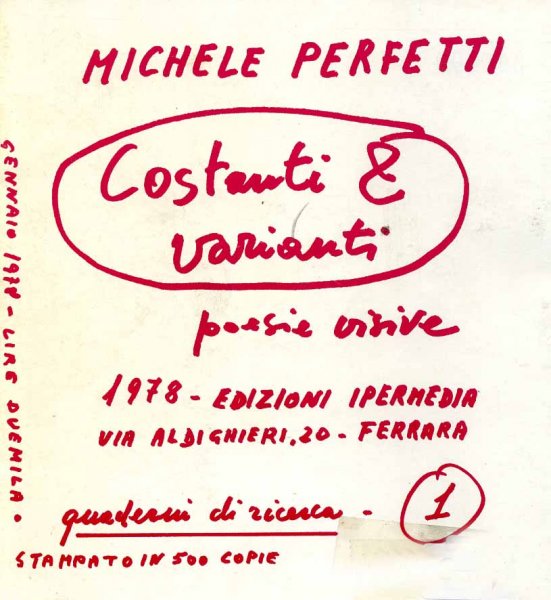 MICHELE PERFETTI
Costanti &
varianti
poesie visive
1978 - EDIZIONI IPERMEDIA
VIA ALDIGHIERI, 20 - FERRARA
quaderni di ricerca - 1
STAMPATO IN 500 COPIE
GENNAIO 1978 - LIRE DUEMILA.